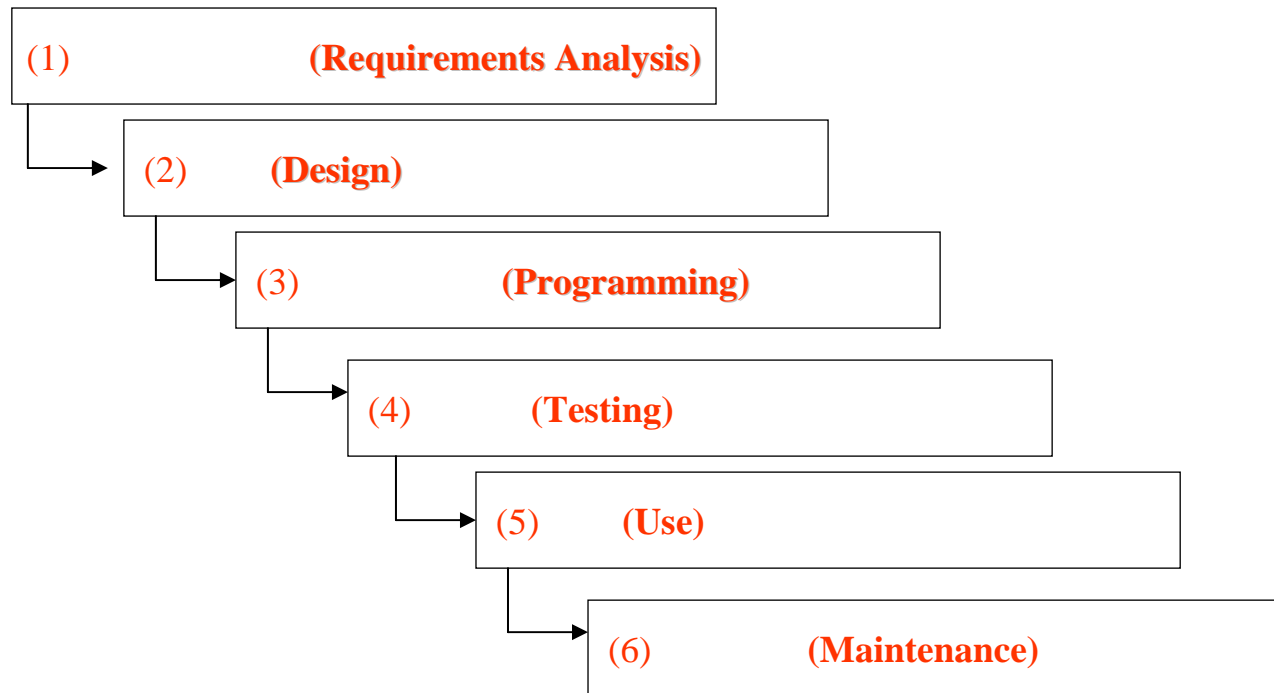 (1) (Requirements Analysis)
(2) (Design)
(3) (Programming)
(4) (Testing)
(5) (Use)
(6) (Maintenance)